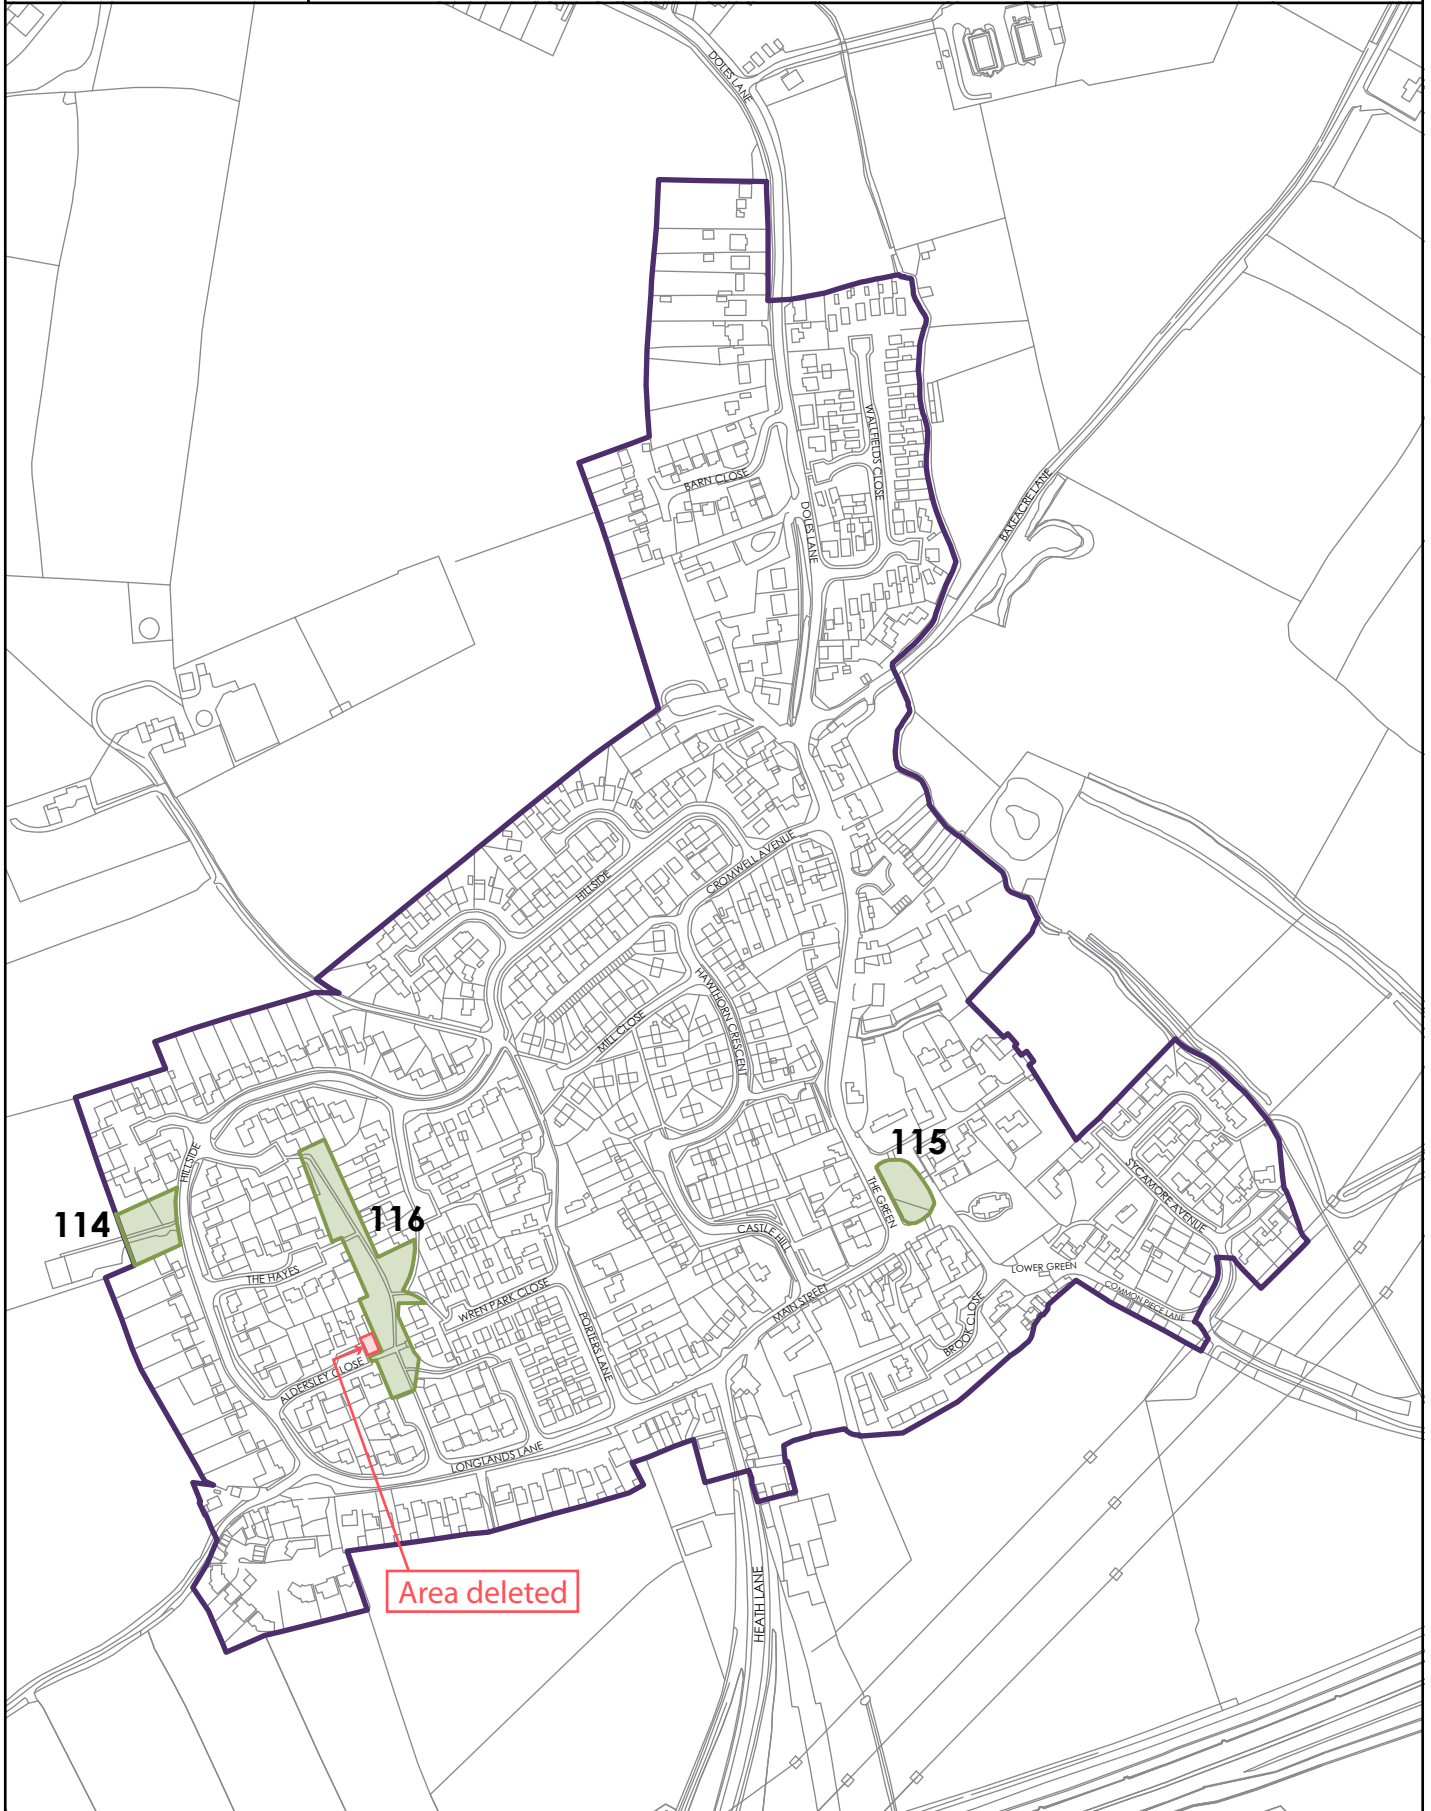 DOLES LANE
WALLFIELDS CLOSE
BARN CLOSE
BAKEACRE LANE
DOLES LANE
CROMWELL AVENUE
HILLSIDE
HAWTHORN CRESCENT
MILL CLOSE
115
HILLSIDE
SYCAMORE AVENUE
THE GREEN
114
116
CASTLE HILL
LOWER GREEN
THE HAYES
WREN PARK CLOSE
COMMON PIECE LANE
MAIN STREET
BROOK CLOSE
PORTERS LANE
ALDERSLEY CLOSE
LONGLANDS LANE
Area deleted
HEATH LANE